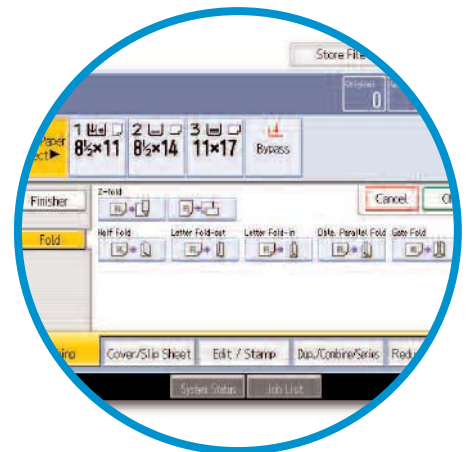 Store File
Original
0
Paper
ect▶
1
8½×11
2
8½×14
3
11×17
Bypass
Finisher
Fold
Z-fold
Cancel
Half Fold
Letter Fold-out
Letter Fold-in
Dble. Parallel Fold
Gate Fold
Cover/Slip Sheet
Edit / Stamp
Dup./Combine/Series
System Status
Job List